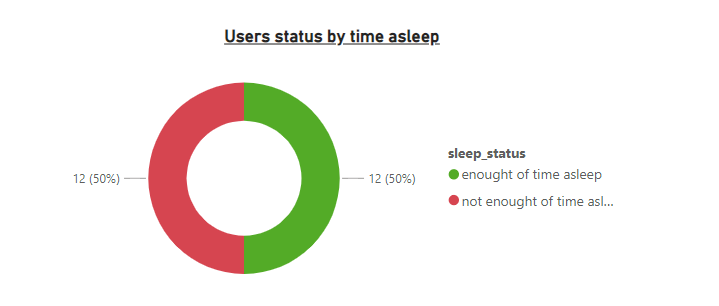 Users status by time asleep
12 (50%)
12 (50%)
sleep_status
enought of time asleep
not enought of time asl...